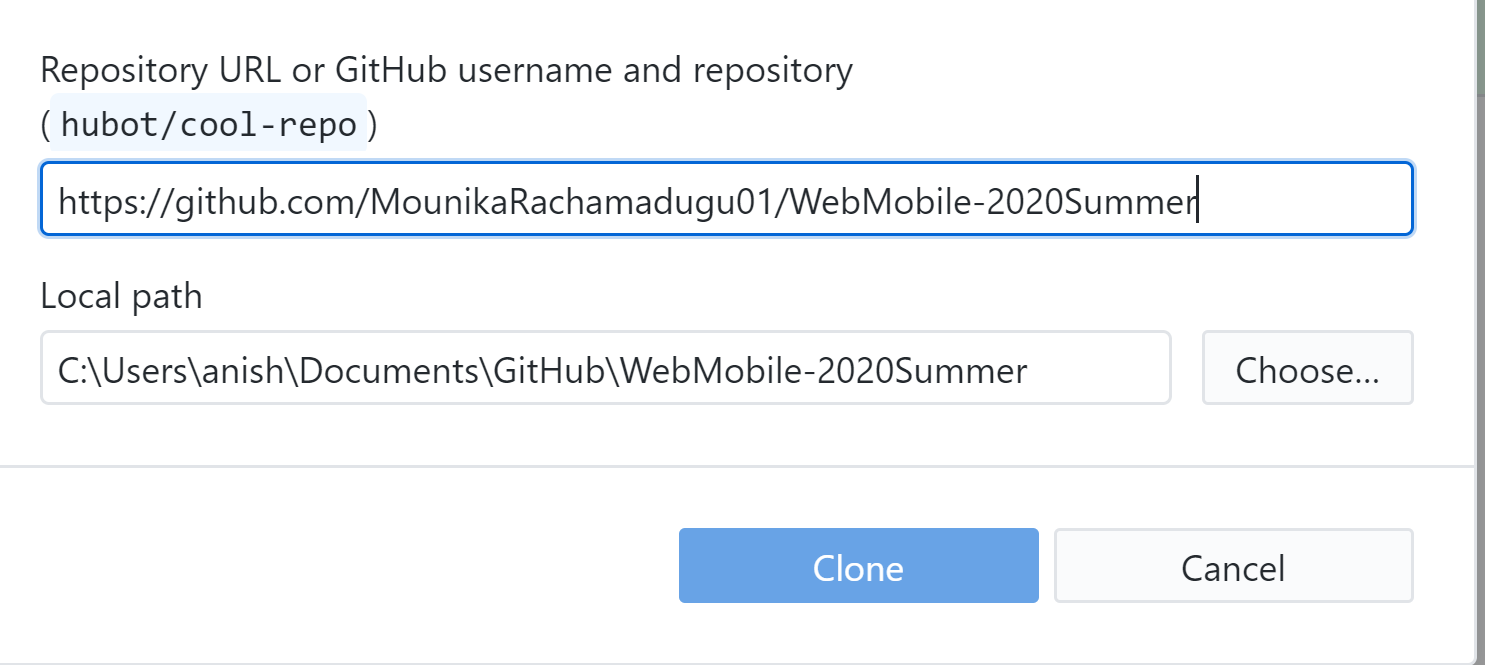 Repository URL or GitHub username and repository
(hubot/cool-repo)
https://github.com/MounikaRachamadugu01/WebMobile-2020Summer
Local path
C:\Users\anish\Documents\GitHub\WebMobile-2020Summer
Choose...
Clone
Cancel